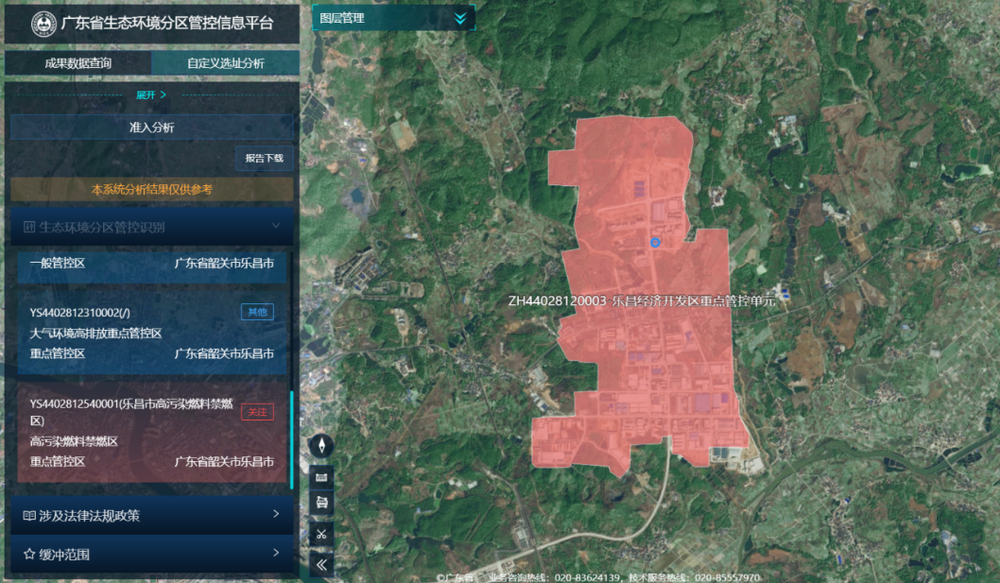 广东省生态环境分区管控信息平台
图层管理
成果数据查询
自定义选址分析
展开
准入分析
报告下载
本系统分析结果仅供参考
生态环境分区管控识别
一般管控区 广东省韶关市乐昌市
YS4402812310002(/) 其他
大气环境高排放重点管控区
重点管控区 广东省韶关市乐昌市
YS4402812540001(乐昌市高污染燃料禁燃
区) 关注
高污染燃料禁燃区
重点管控区 广东省韶关市乐昌市
涉及法律法规政策
缓冲范围
ZH44028120003 乐昌经济开发区重点管控单元
©广东省 业务咨询热线：020-83624139，技术服务热线：020-85557970